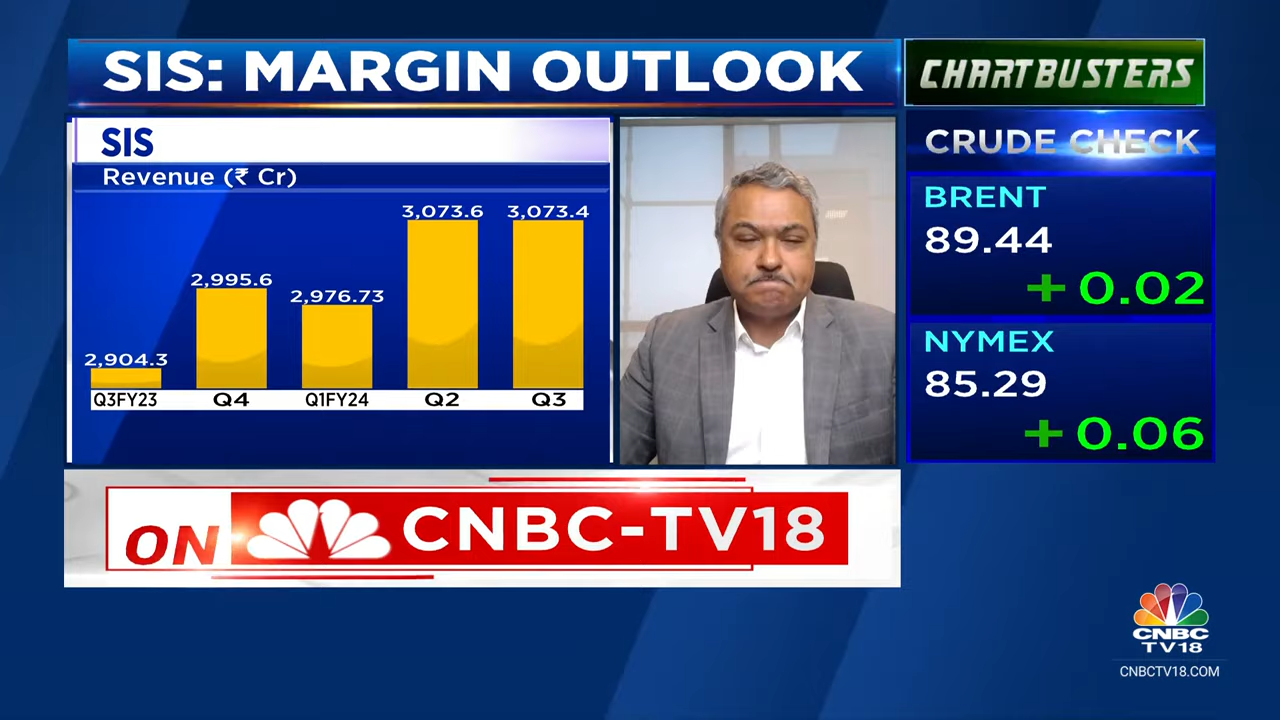 SIS: MARGIN OUTLOOK
CHARTBUSTERS
SIS
Revenue (₹ Cr)
2,904.3
2,995.6
2,976.73
3,073.6
3,073.4
Q3FY23
Q4
Q1FY24
Q2
Q3
CRUDE CHECK
BRENT
89.44
+ 0.02
NYMEX
85.29
+ 0.06
ON CNBC-TV18
CNBC
TV18
CNBCTV18.COM